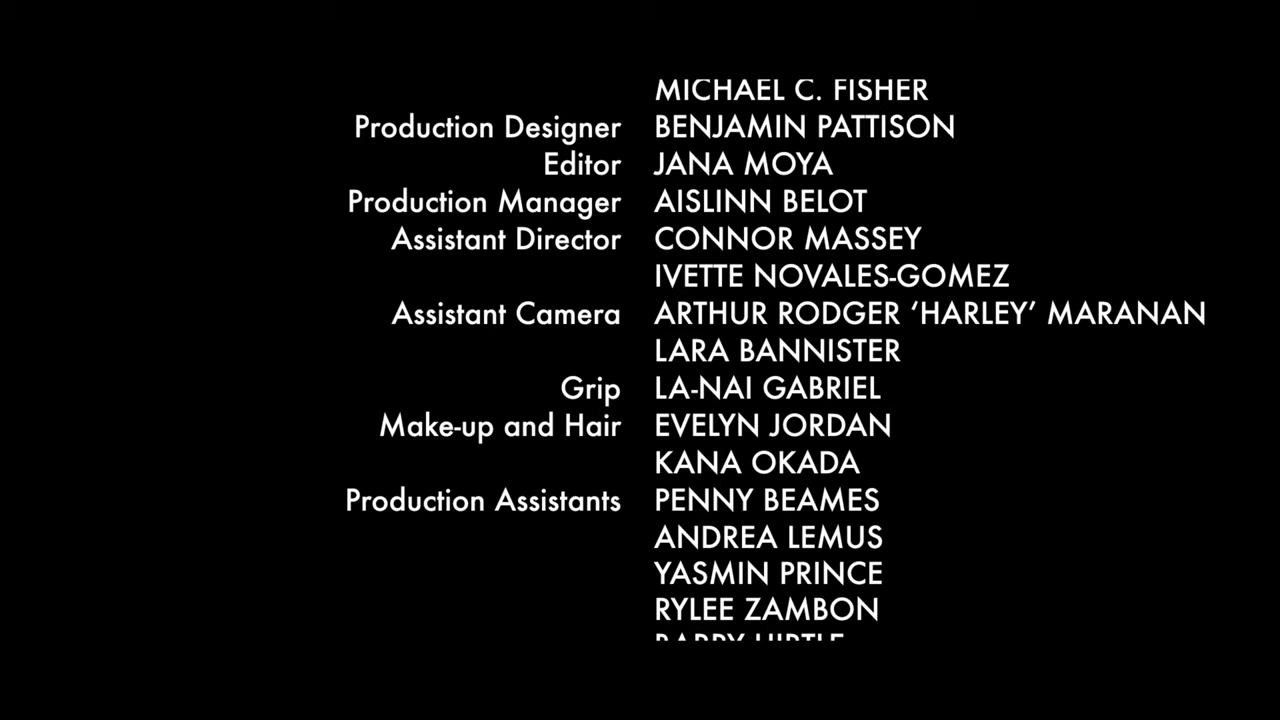 MICHAEL C. FISHER
Production Designer BENJAMIN PATTISON
Editor JANA MOYA
Production Manager AISLINN BELOT
Assistant Director CONNOR MASSEY
IVETTE NOVALES-GOMEZ
Assistant Camera ARTHUR RODGER ‘HARLEY’ MARANAN
LARA BANNISTER
Grip LA-NAI GABRIEL
Make-up and Hair EVELYN JORDAN
KANA OKADA
Production Assistants PENNY BEAMES
ANDREA LEMUS
YASMIN PRINCE
RYLEE ZAMBON